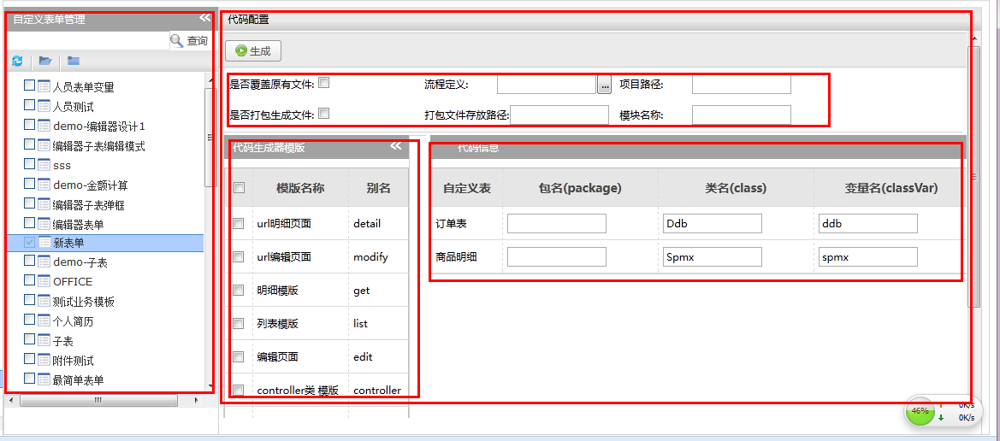 自定义表单管理
查询
人员表单变量
人员测试
demo-编辑器设计1
编辑器子表编辑模式
sss
demo-金额计算
编辑器子表弹框
编辑器表单
新表单
demo-子表
OFFICE
测试业务模板
个人简历
子表
附件测试
最简单表单
代码配置
生成
是否覆盖原有文件: 流程定义: ... 项目路径:
是否打包生成文件: 打包文件存放路径: 模块名称:
代码生成器模版
模版名称 别名
url明细页面 detail
url编辑页面 modify
明细模版 get
列表模版 list
编辑页面 edit
controller类 模版 controller
代码信息
自定义表 包名(package) 类名(class) 变量名(classVar)
订单表 Ddb ddb
商品明细 Spmx spmx
46%
0K/s
0K/s